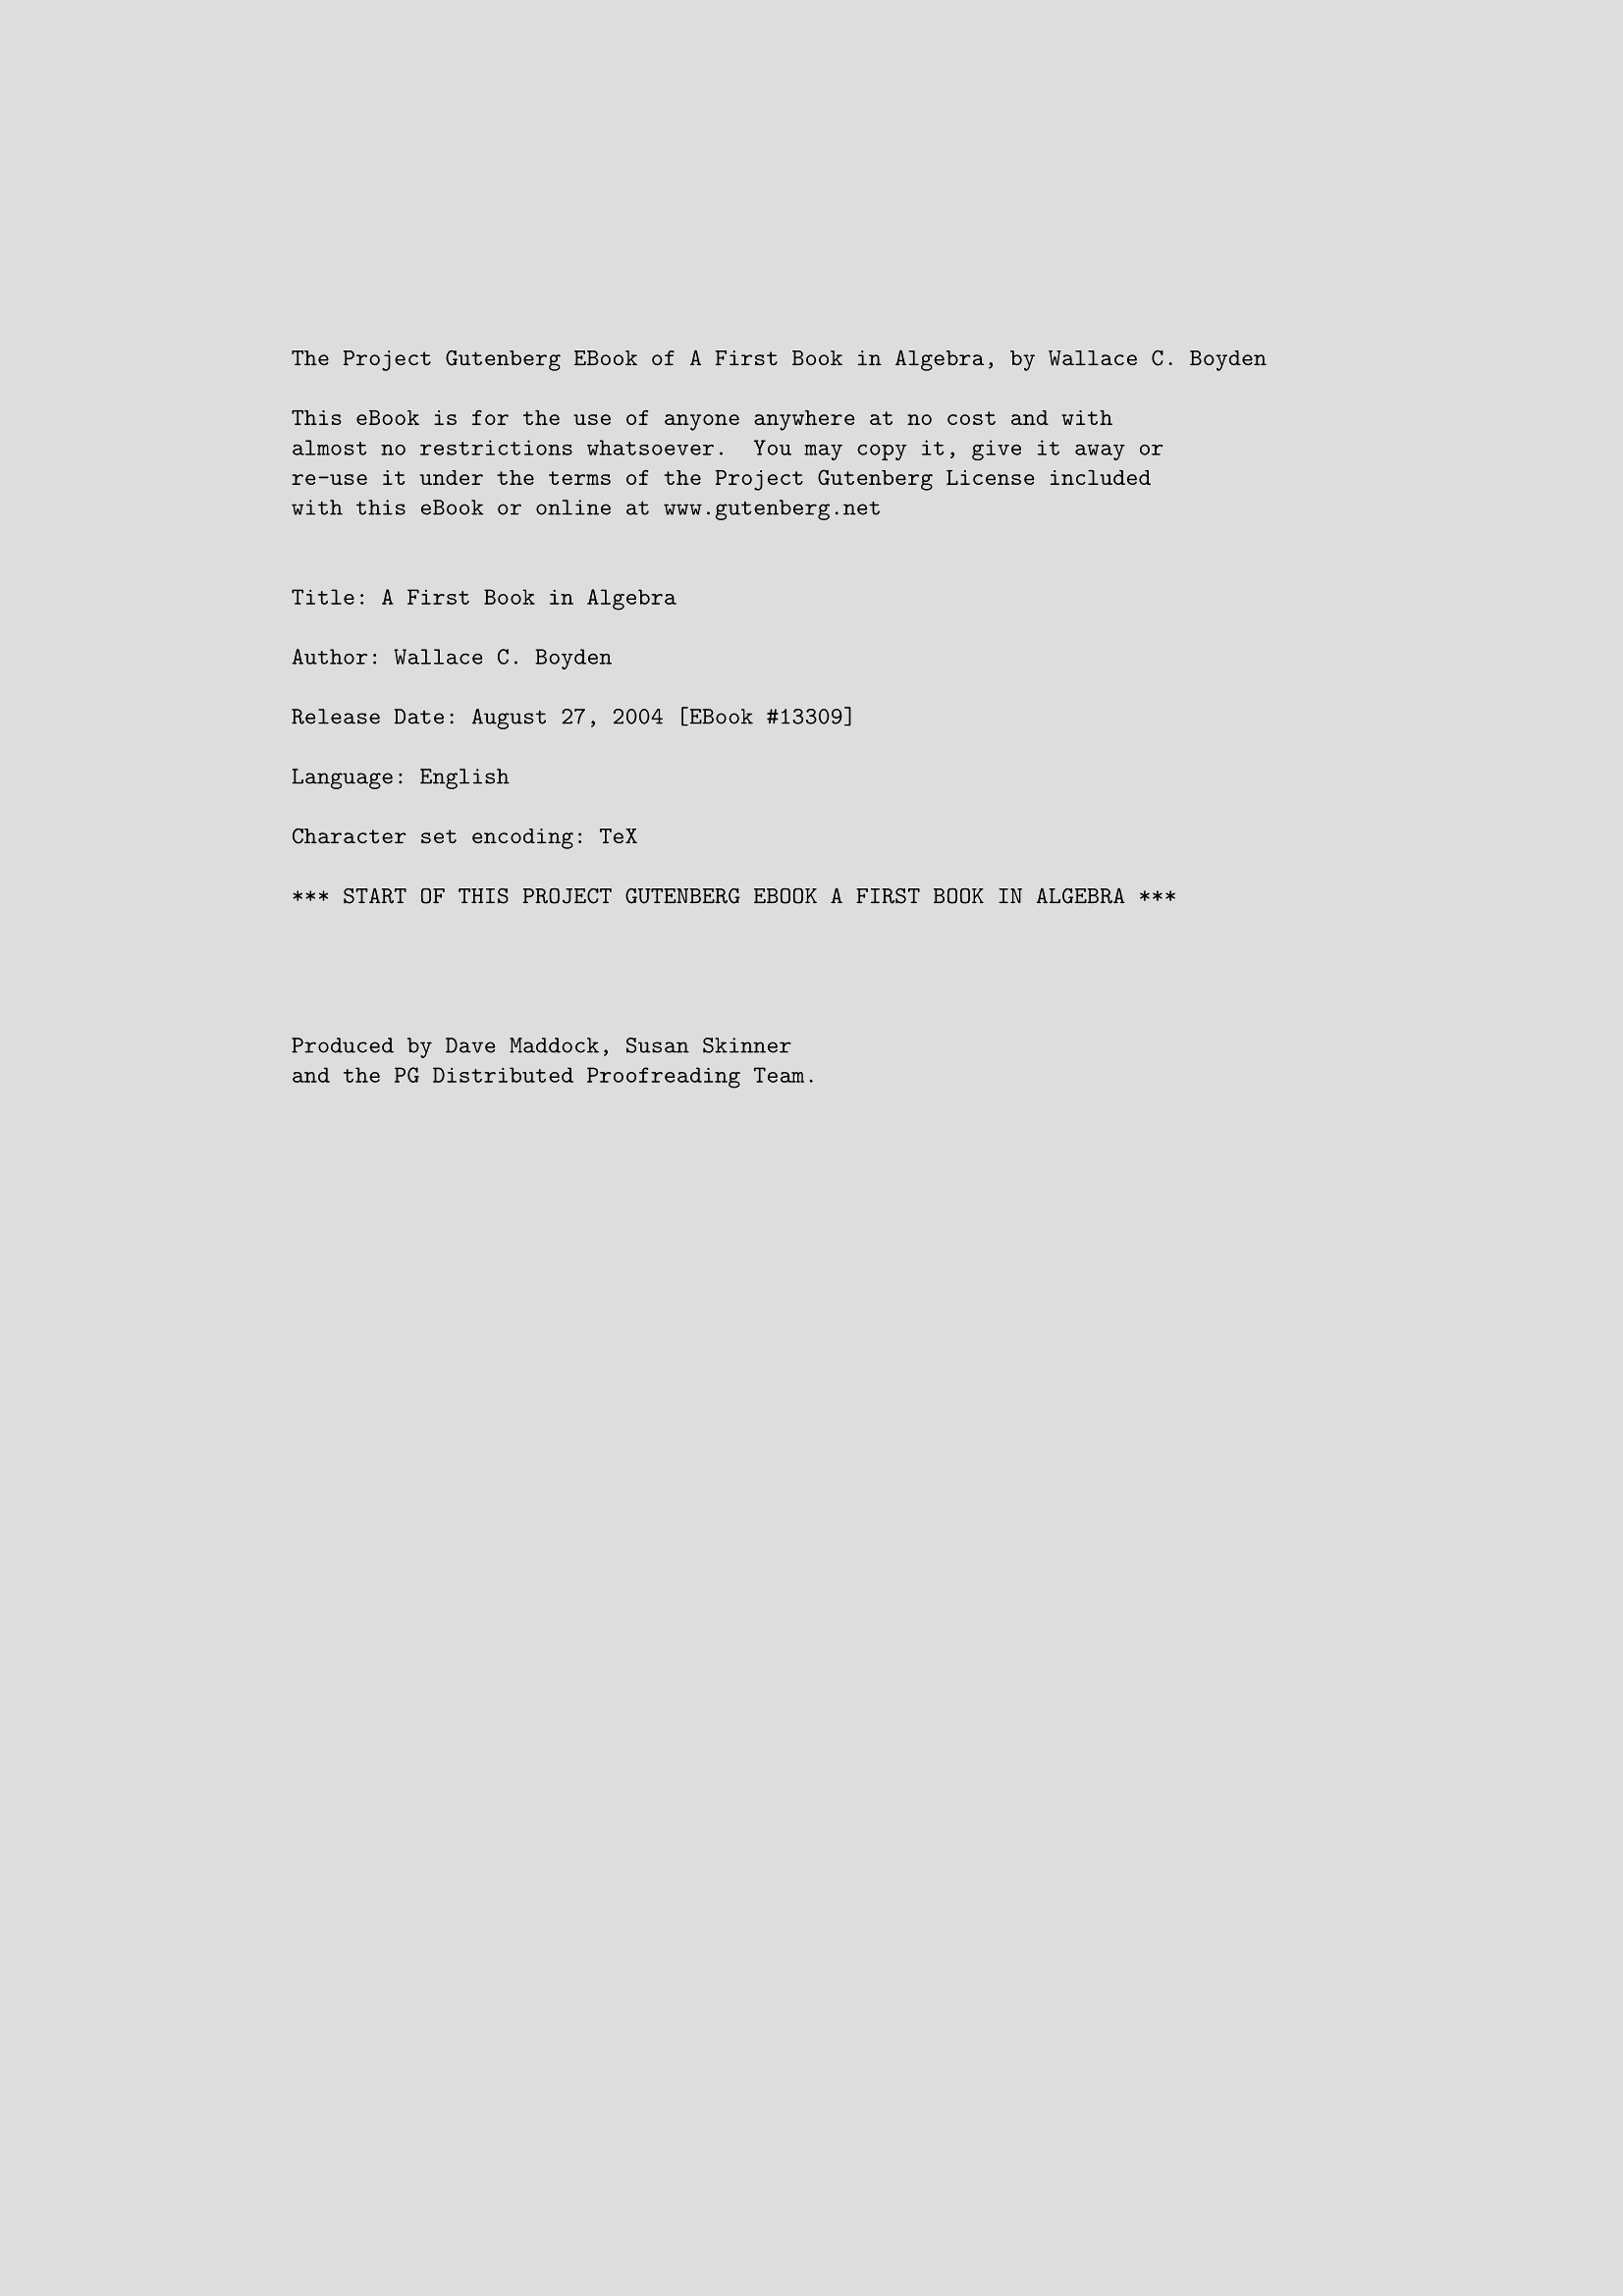 The Project Gutenberg EBook of A First Book in Algebra, by Wallace C. Boyden
This eBook is for the use of anyone anywhere at no cost and with
almost no restrictions whatsoever.  You may copy it, give it away or
re-use it under the terms of the Project Gutenberg License included
with this eBook or online at www.gutenberg.net
Title: A First Book in Algebra
Author: Wallace C. Boyden
Release Date: August 27, 2004 [EBook #13309]
Language: English
Character set encoding: TeX
*** START OF THIS PROJECT GUTENBERG EBOOK A FIRST BOOK IN ALGEBRA ***
Produced by Dave Maddock, Susan Skinner
and the PG Distributed Proofreading Team.